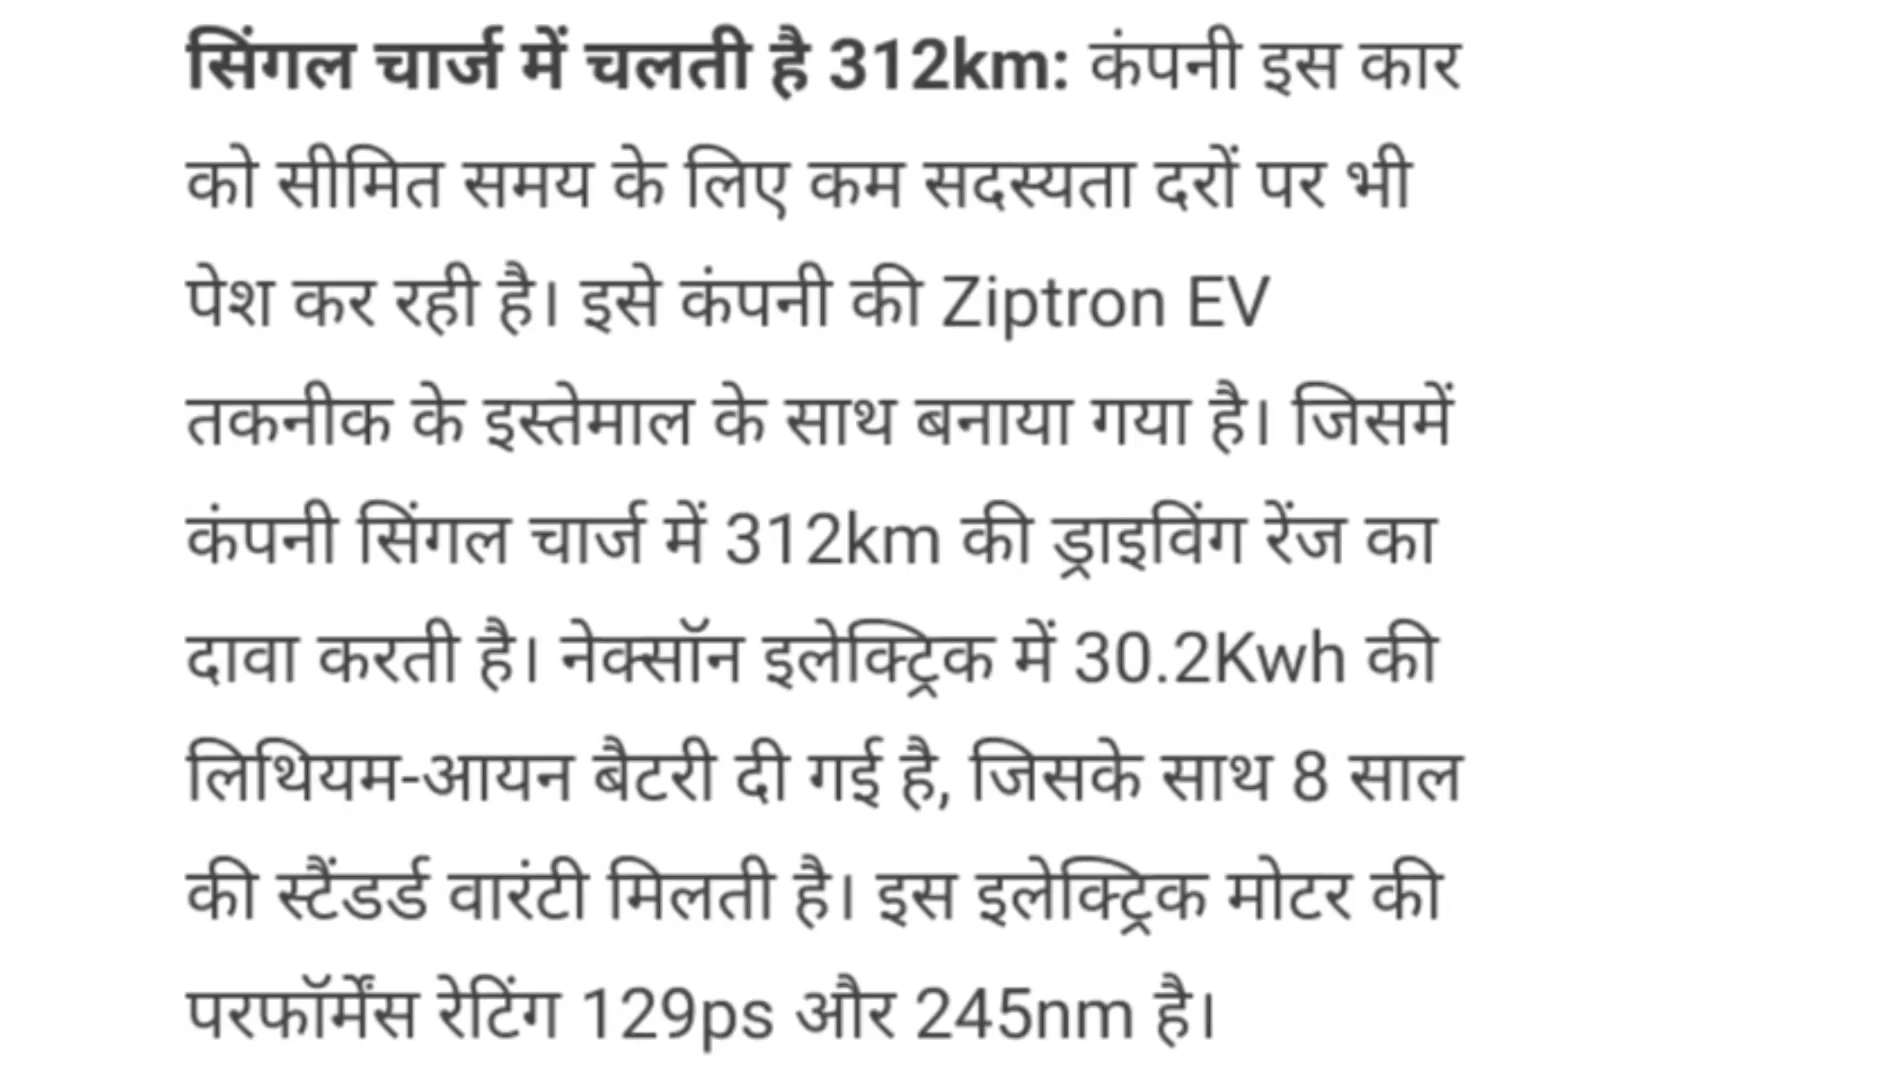 सिंगल चार्ज में चलती है 312km: कंपनी इस कार
को सीमित समय के लिए कम सदस्यता दरों पर भी
पेश कर रही है। इसे कंपनी की Ziptron EV
तकनीक के इस्तेमाल के साथ बनाया गया है। जिसमें
कंपनी सिंगल चार्ज में 312km की ड्राइविंग रेंज का
दावा करती है। नेक्सॉन इलेक्ट्रिक में 30.2Kwh की
लिथियम-आयन बैटरी दी गई है, जिसके साथ 8 साल
की स्टैंडर्ड वारंटी मिलती है। इस इलेक्ट्रिक मोटर की
परफॉर्मेंस रेटिंग 129ps और 245nm है।